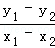 y₁ − y₂
x₁ − x₂